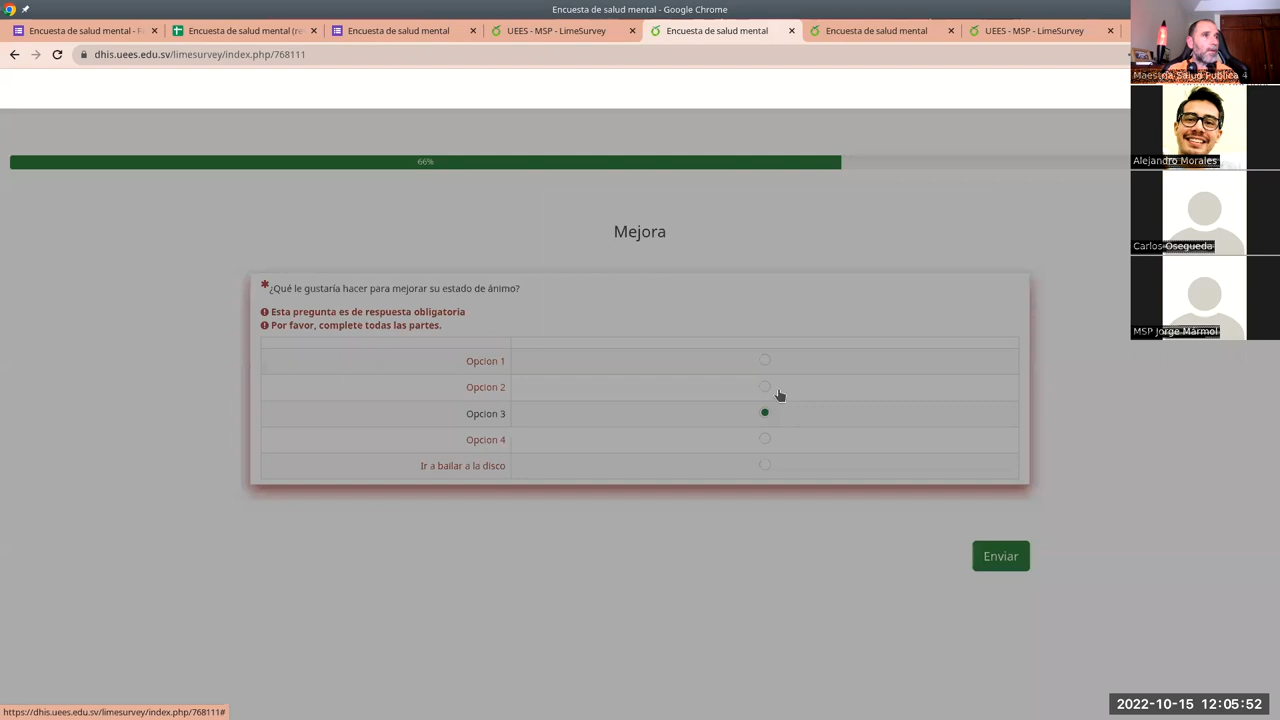 Encuesta de salud mental - Google Chrome
Encuesta de salud mental - F
Encuesta de salud mental (re
Encuesta de salud mental
UEES - MSP - LimeSurvey
Encuesta de salud mental
Encuesta de salud mental
UEES - MSP - LimeSurvey
dhis.uees.edu.sv/limesurvey/index.php/768111
Maestria Salud Publica 4
66%
Alejandro Morales
Mejora
Carlos Osegueda
*¿Qué le gustaría hacer para mejorar su estado de ánimo?
Esta pregunta es de respuesta obligatoria
Por favor, complete todas las partes.
MSP Jorge Mármol
Opcion 1
Opcion 2
Opcion 3
Opcion 4
Ir a bailar a la disco
Enviar
2022-10-15 12:05:52
https://dhis.uees.edu.sv/limesurvey/index.php/768111#